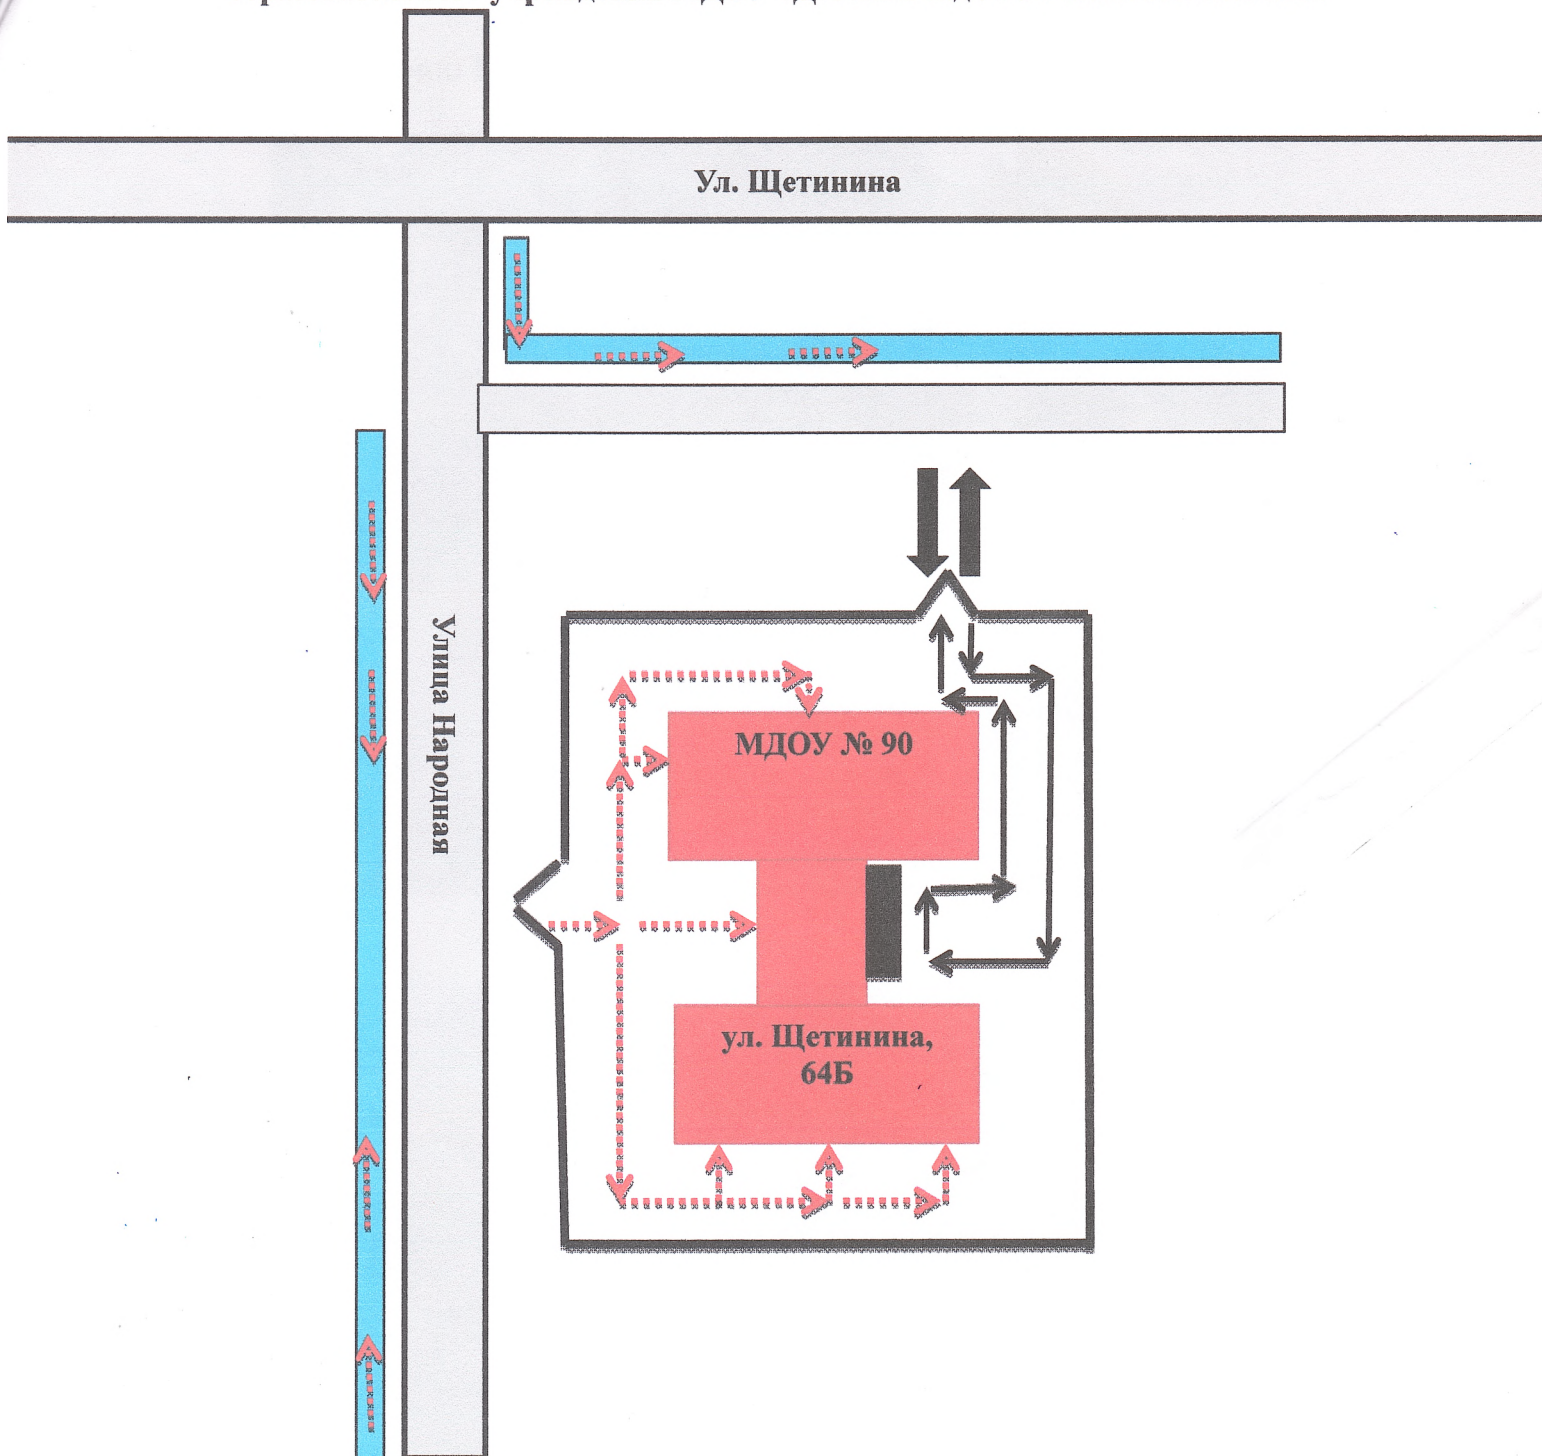 Ул. Щетинина
Улица Народная
МДОУ № 90
ул. Щетинина,
64Б